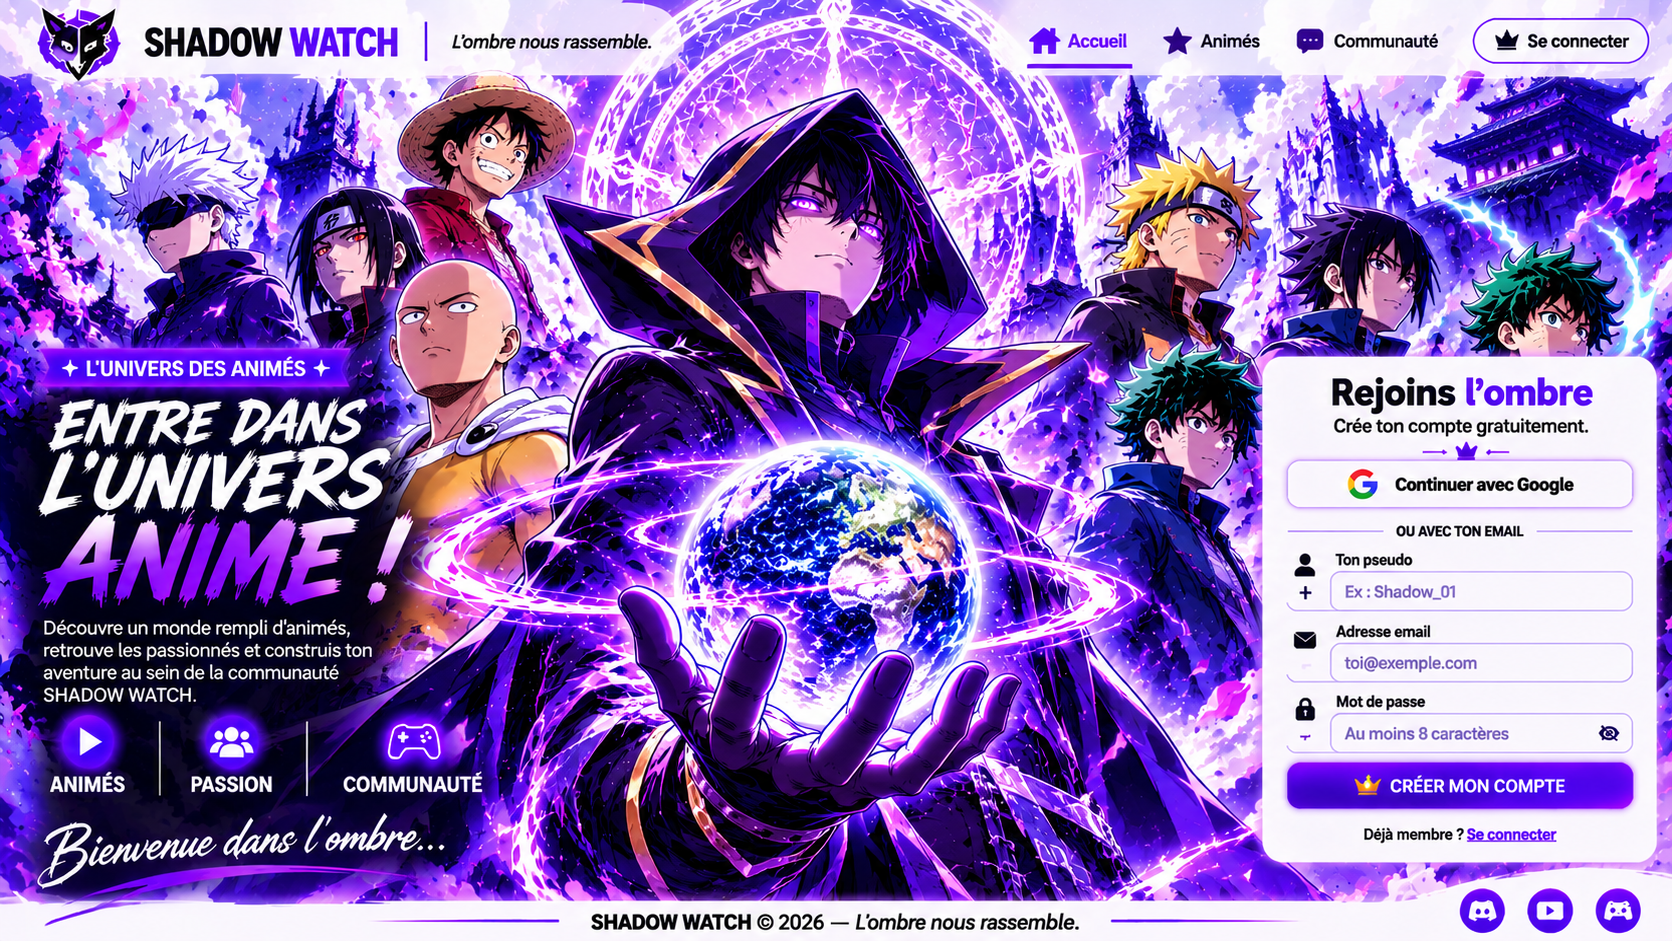 SHADOW WATCH
L'ombre nous rassemble.
Accueil
Animés
Communauté
Se connecter
L'UNIVERS DES ANIMÉS
ENTRE DANS
L'UNIVERS
ANIME !
Découvre un monde rempli d'animés,
retrouve les passionnés et construis ton
aventure au sein de la communauté
SHADOW WATCH.
ANIMÉS
PASSION
COMMUNAUTÉ
Bienvenue dans l'ombre...
Rejoins l'ombre
Crée ton compte gratuitement.
Continuer avec Google
OU AVEC TON EMAIL
Ton pseudo
Ex : Shadow_01
Adresse email
toi@exemple.com
Mot de passe
Au moins 8 caractères
CRÉER MON COMPTE
Déjà membre ? Se connecter
SHADOW WATCH © 2026 — L'ombre nous rassemble.